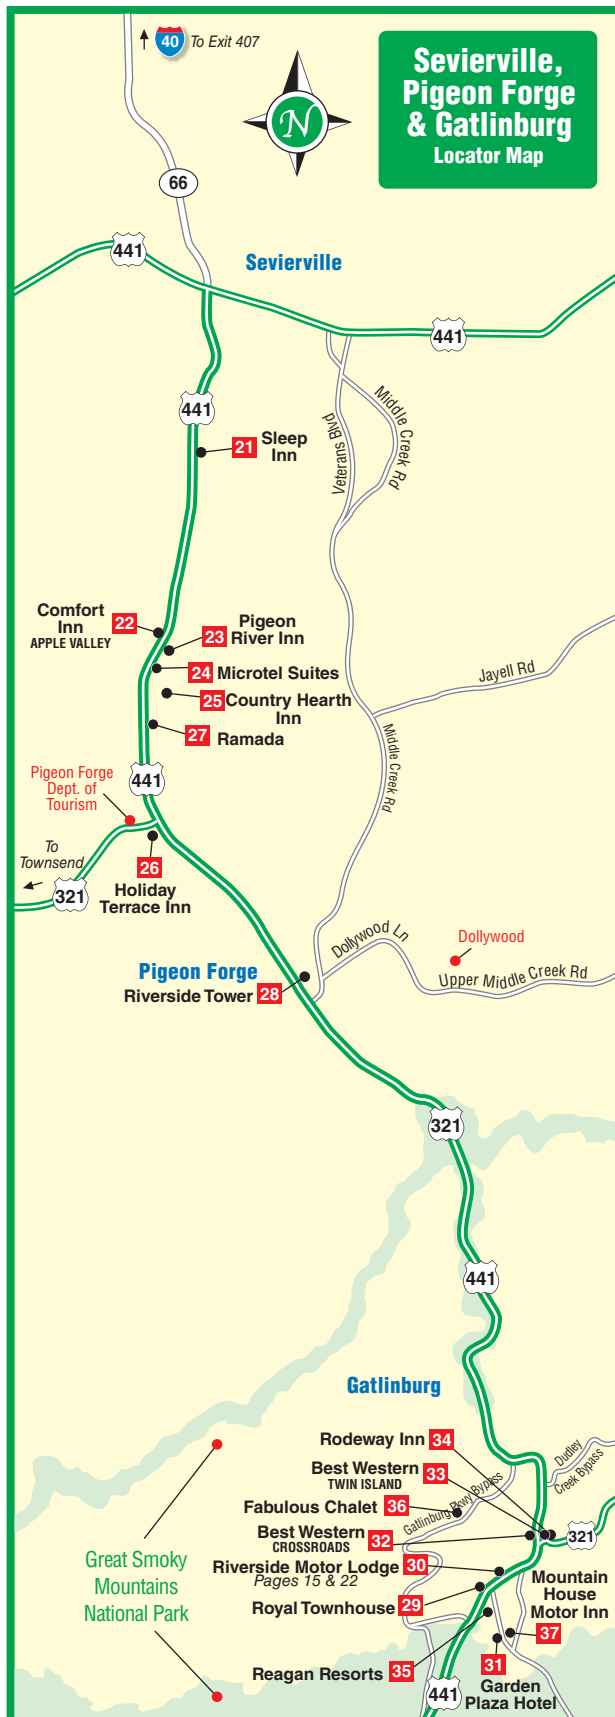 40
To Exit 407
N
Sevierville,
Pigeon Forge
& Gatlinburg
Locator Map
66
441
Sevierville
441
441
Middle Creek Rd
Veterans Blvd
21
Sleep
Inn
Comfort
Inn
APPLE VALLEY
22
23
Pigeon
River Inn
24
Microtel Suites
25
Country Hearth
Inn
27
Ramada
Jayell Rd
Middle Creek Rd
441
Pigeon Forge
Dept. of
Tourism
To
Townsend
321
26
Holiday
Terrace Inn
Dollywood Ln
Dollywood
Upper Middle Creek Rd
Pigeon Forge
Riverside Tower
28
321
441
Gatlinburg
Rodeway Inn
34
Dudley
Creek Bypass
Best Western
TWIN ISLAND
33
Fabulous Chalet
36
Gatlinburg Pkwy Bypass
Best Western
CROSSROADS
32
321
Riverside Motor Lodge
30
Pages 15 & 22
Royal Townhouse
29
Mountain
House
Motor Inn
37
Great Smoky
Mountains
National Park
Reagan Resorts
35
31
Garden
Plaza Hotel
441